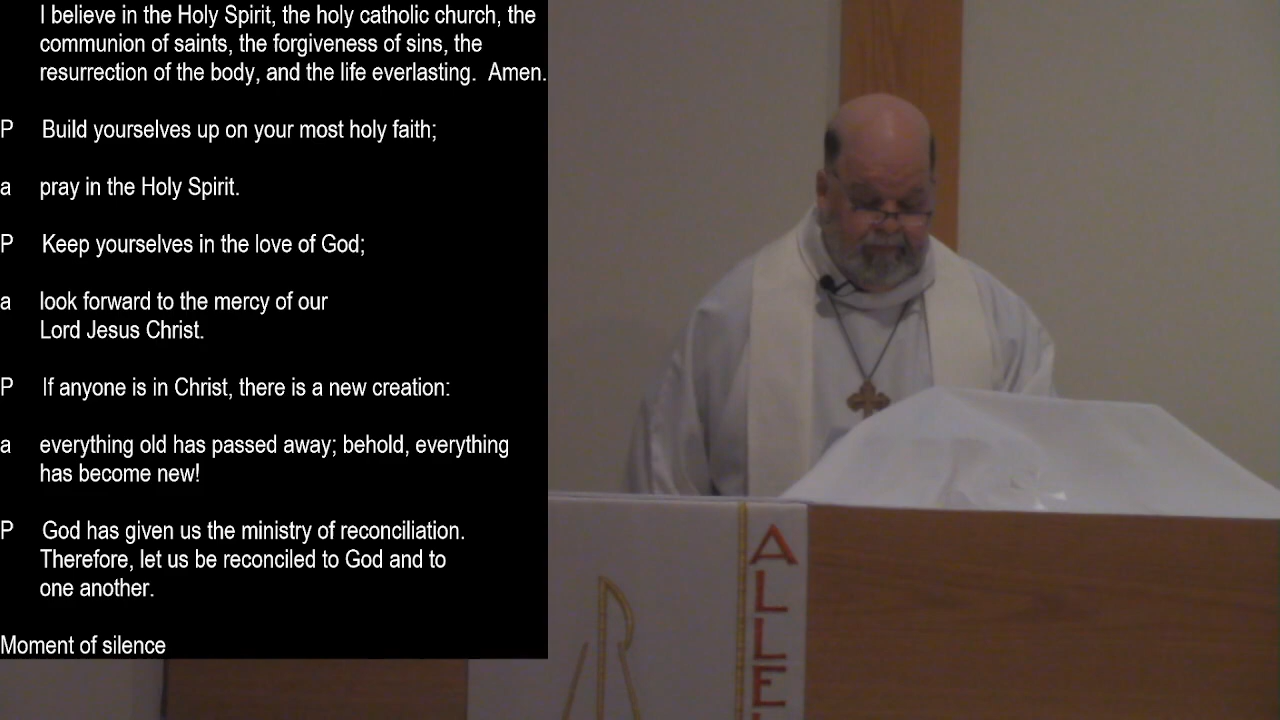 I believe in the Holy Spirit, the holy catholic church, the
communion of saints, the forgiveness of sins, the
resurrection of the body, and the life everlasting.  Amen.
P Build yourselves up on your most holy faith;
a pray in the Holy Spirit.
P Keep yourselves in the love of God;
a look forward to the mercy of our
Lord Jesus Christ.
P If anyone is in Christ, there is a new creation:
a everything old has passed away; behold, everything
has become new!
P God has given us the ministry of reconciliation.
Therefore, let us be reconciled to God and to
one another.
Moment of silence
A
L
L
E